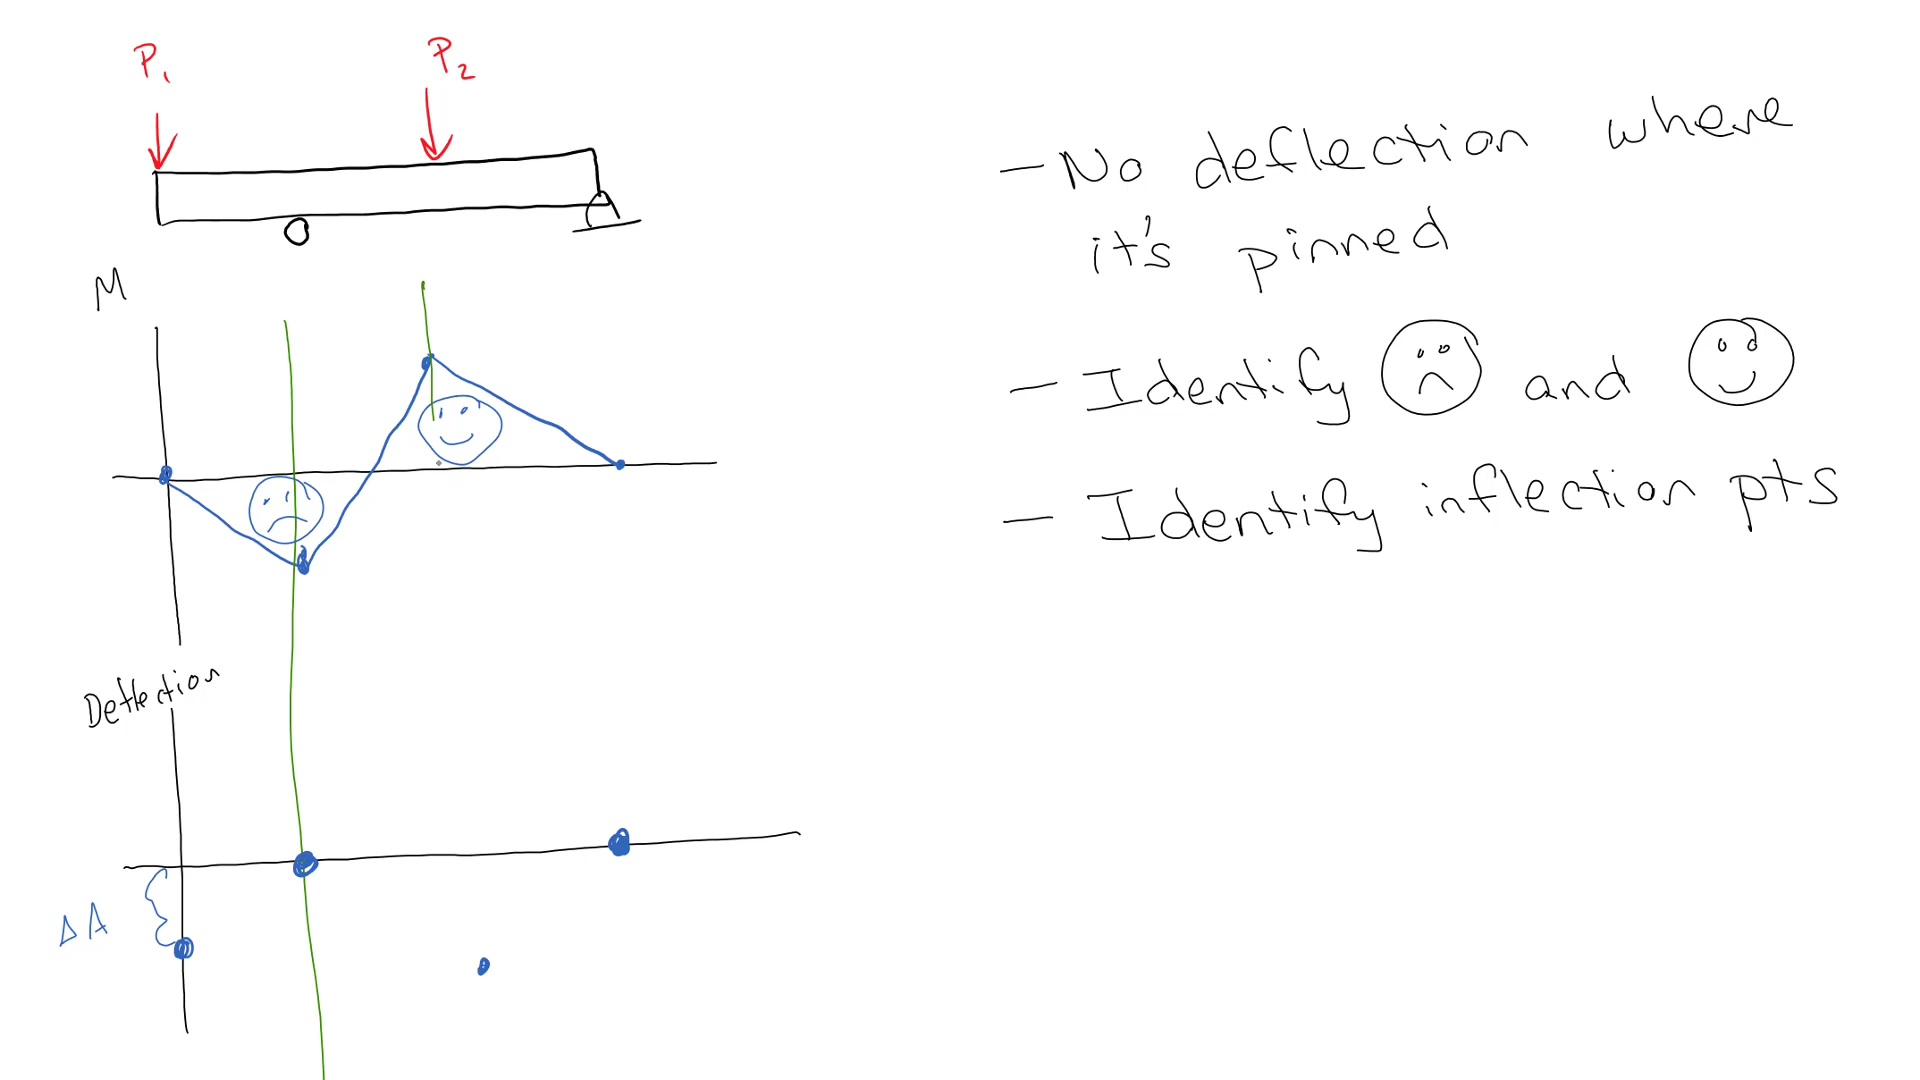 P1
P2
M
Deflection
ΔA
- No deflection where
it's pinned
- Identify and
- Identify inflection pts